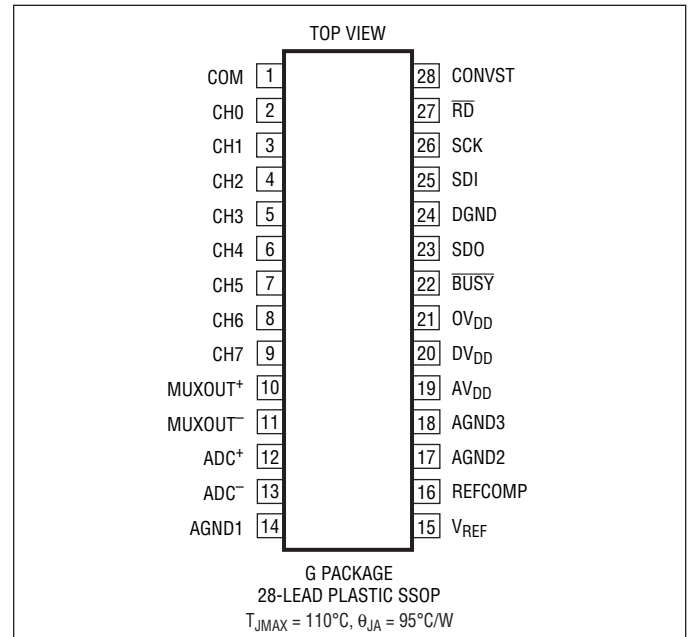 TOP VIEW
COM 1 28 CONVST
CH0 2 27 R̅D̅
CH1 3 26 SCK
CH2 4 25 SDI
CH3 5 24 DGND
CH4 6 23 SDO
CH5 7 22 B̅U̅S̅Y̅
CH6 8 21 OVDD
CH7 9 20 DVDD
MUXOUT+ 10 19 AVDD
MUXOUT– 11 18 AGND3
ADC+ 12 17 AGND2
ADC– 13 16 REFCOMP
AGND1 14 15 VREF
G PACKAGE
28-LEAD PLASTIC SSOP
TJMAX = 110°C, θJA = 95°C/W